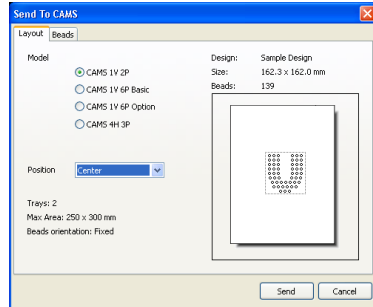 Send To CAMS
Layout Beads
Model
CAMS 1V 2P
CAMS 1V 6P Basic
CAMS 1V 6P Option
CAMS 4H 3P
Position Center
Trays: 2
Max Area: 250 x 300 mm
Beads orientation: Fixed
Design: Sample Design
Size: 162.3 x 162.0 mm
Beads: 139
Send Cancel